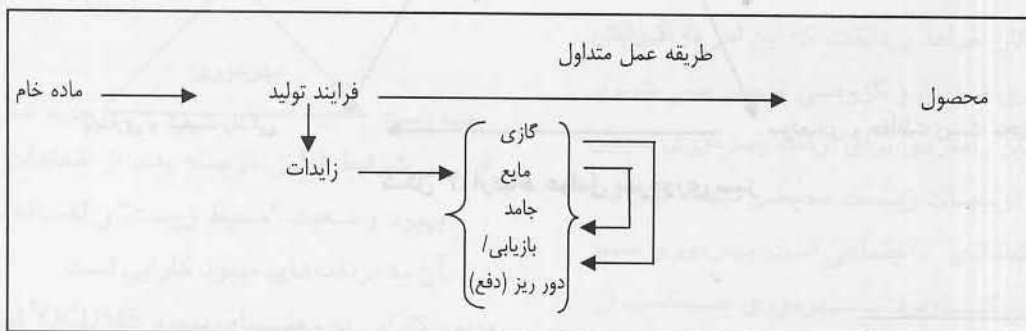 طریقه عمل متداول
ماده خام فرایند تولید محصول
زایدات
گازی
مایع
جامد
بازیابی/
دور ریز (دفع)